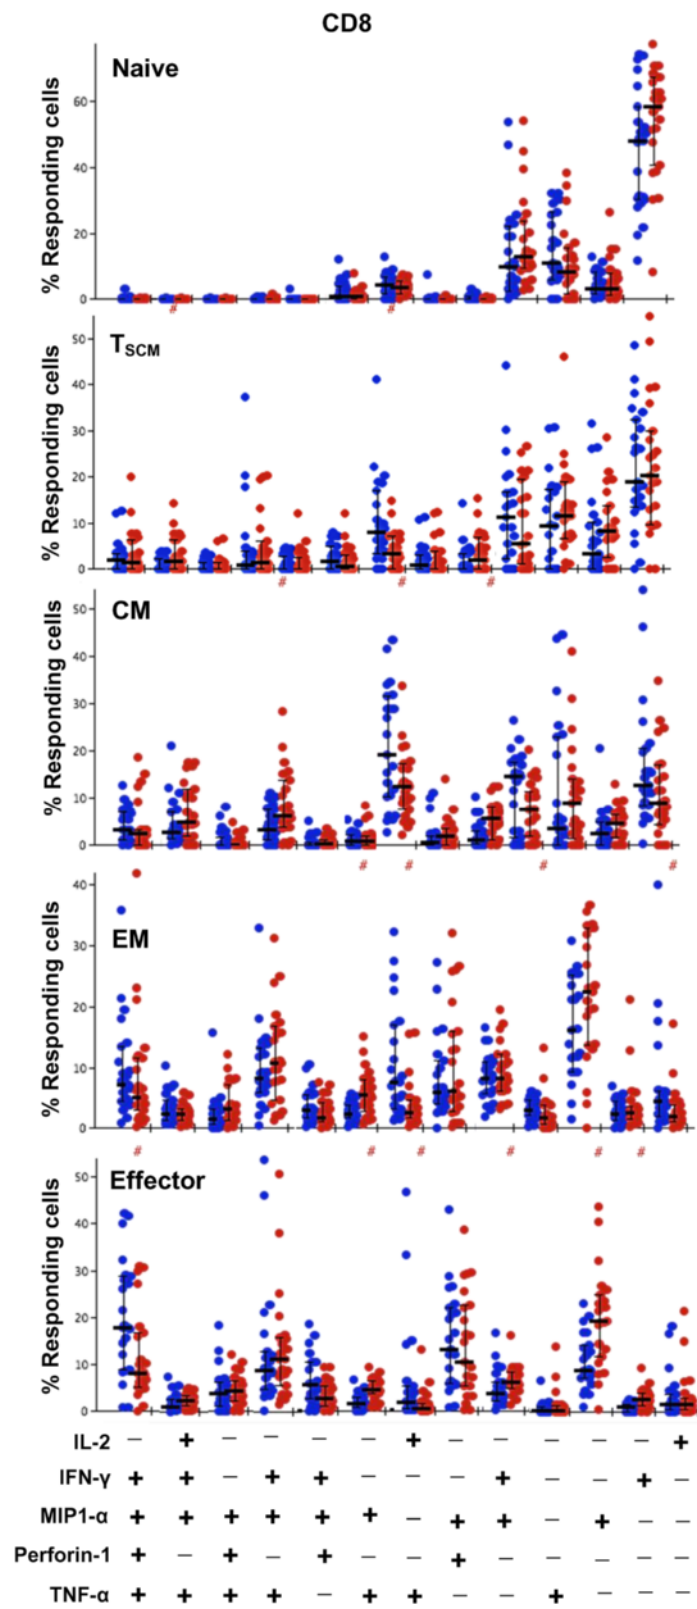 CD8
Naive
% Responding cells
60
40
20
0
# #
T_SCM
% Responding cells
50
40
30
20
10
0
# # #
CM
% Responding cells
50
40
30
20
10
0
# # # #
EM
% Responding cells
40
30
20
10
0
# # # # # #
Effector
% Responding cells
50
40
30
20
10
0
IL-2 – + – – – – + – – – – – +
IFN-γ + + – + + – – – + – – + –
MIP1-α + + + + + + – + + – + – –
Perforin-1 + – + – + – – + – – – – –
TNF-α + + + + – + + – – + – – –